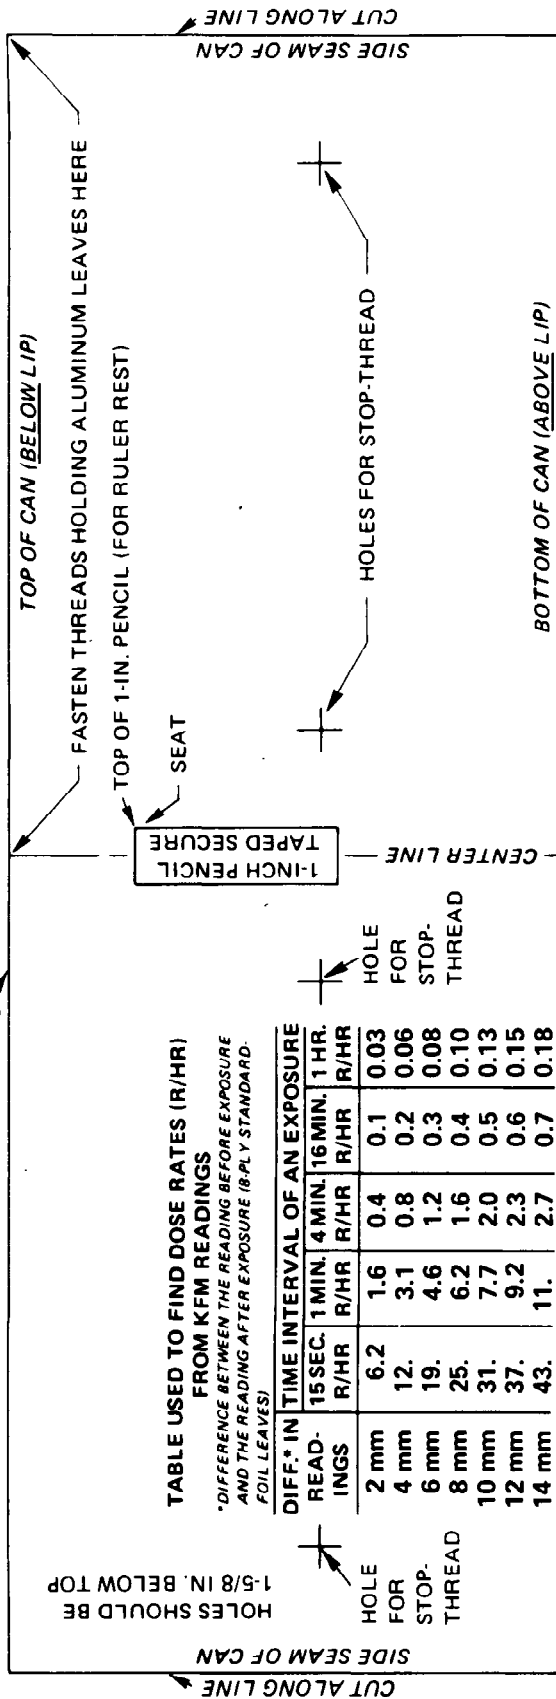 CUT ALONG LINE
SIDE SEAM OF CAN
TOP OF CAN (BELOW LIP)
FASTEN THREADS HOLDING ALUMINUM LEAVES HERE
TOP OF 1-IN. PENCIL (FOR RULER REST)
SEAT
1-INCH PENCIL
TAPED SECURE
CENTER LINE
HOLES FOR STOP-THREAD
BOTTOM OF CAN (ABOVE LIP)
HOLE
FOR
STOP-
THREAD
TABLE USED TO FIND DOSE RATES (R/HR)
FROM KFM READINGS
*DIFFERENCE BETWEEN THE READING BEFORE EXPOSURE
AND THE READING AFTER EXPOSURE (8-PLY STANDARD-
FOIL LEAVES)
DIFF.* IN TIME INTERVAL OF AN EXPOSURE
READ- 15 SEC. 1 MIN. 4 MIN. 16 MIN. 1 HR.
INGS R/HR R/HR R/HR R/HR R/HR
2 mm 6.2 1.6 0.4 0.1 0.03
4 mm 12. 3.1 0.8 0.2 0.06
6 mm 19. 4.6 1.2 0.3 0.08
8 mm 25. 6.2 1.6 0.4 0.10
10 mm 31. 7.7 2.0 0.5 0.13
12 mm 37. 9.2 2.3 0.6 0.15
14 mm 43. 11. 2.7 0.7 0.18
HOLES SHOULD BE
1-5/8 IN. BELOW TOP
HOLE
FOR
STOP-
THREAD
SIDE SEAM OF CAN
CUT ALONG LINE